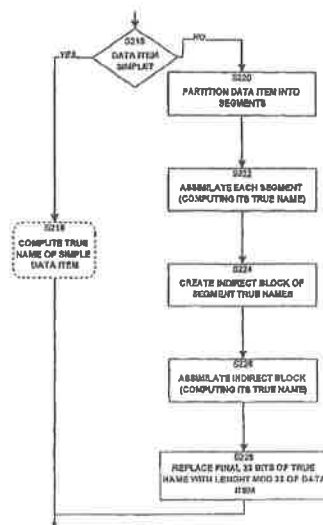 S216
DATA ITEM
SIMPLE?
YES
NO
S220
PARTITION DATA ITEM INTO
SEGMENTS
S222
ASSIMILATE EACH SEGMENT
(COMPUTING ITS TRUE NAME)
S218
COMPUTE TRUE
NAME OF SIMPLE
DATA ITEM
S224
CREATE INDIRECT BLOCK OF
SEGMENT TRUE NAMES
S226
ASSIMILATE INDIRECT BLOCK
(COMPUTING ITS TRUE NAME)
S228
REPLACE FINAL 32 BITS OF TRUE
NAME WITH LENGHT MOD 32 OF DATA
ITEM